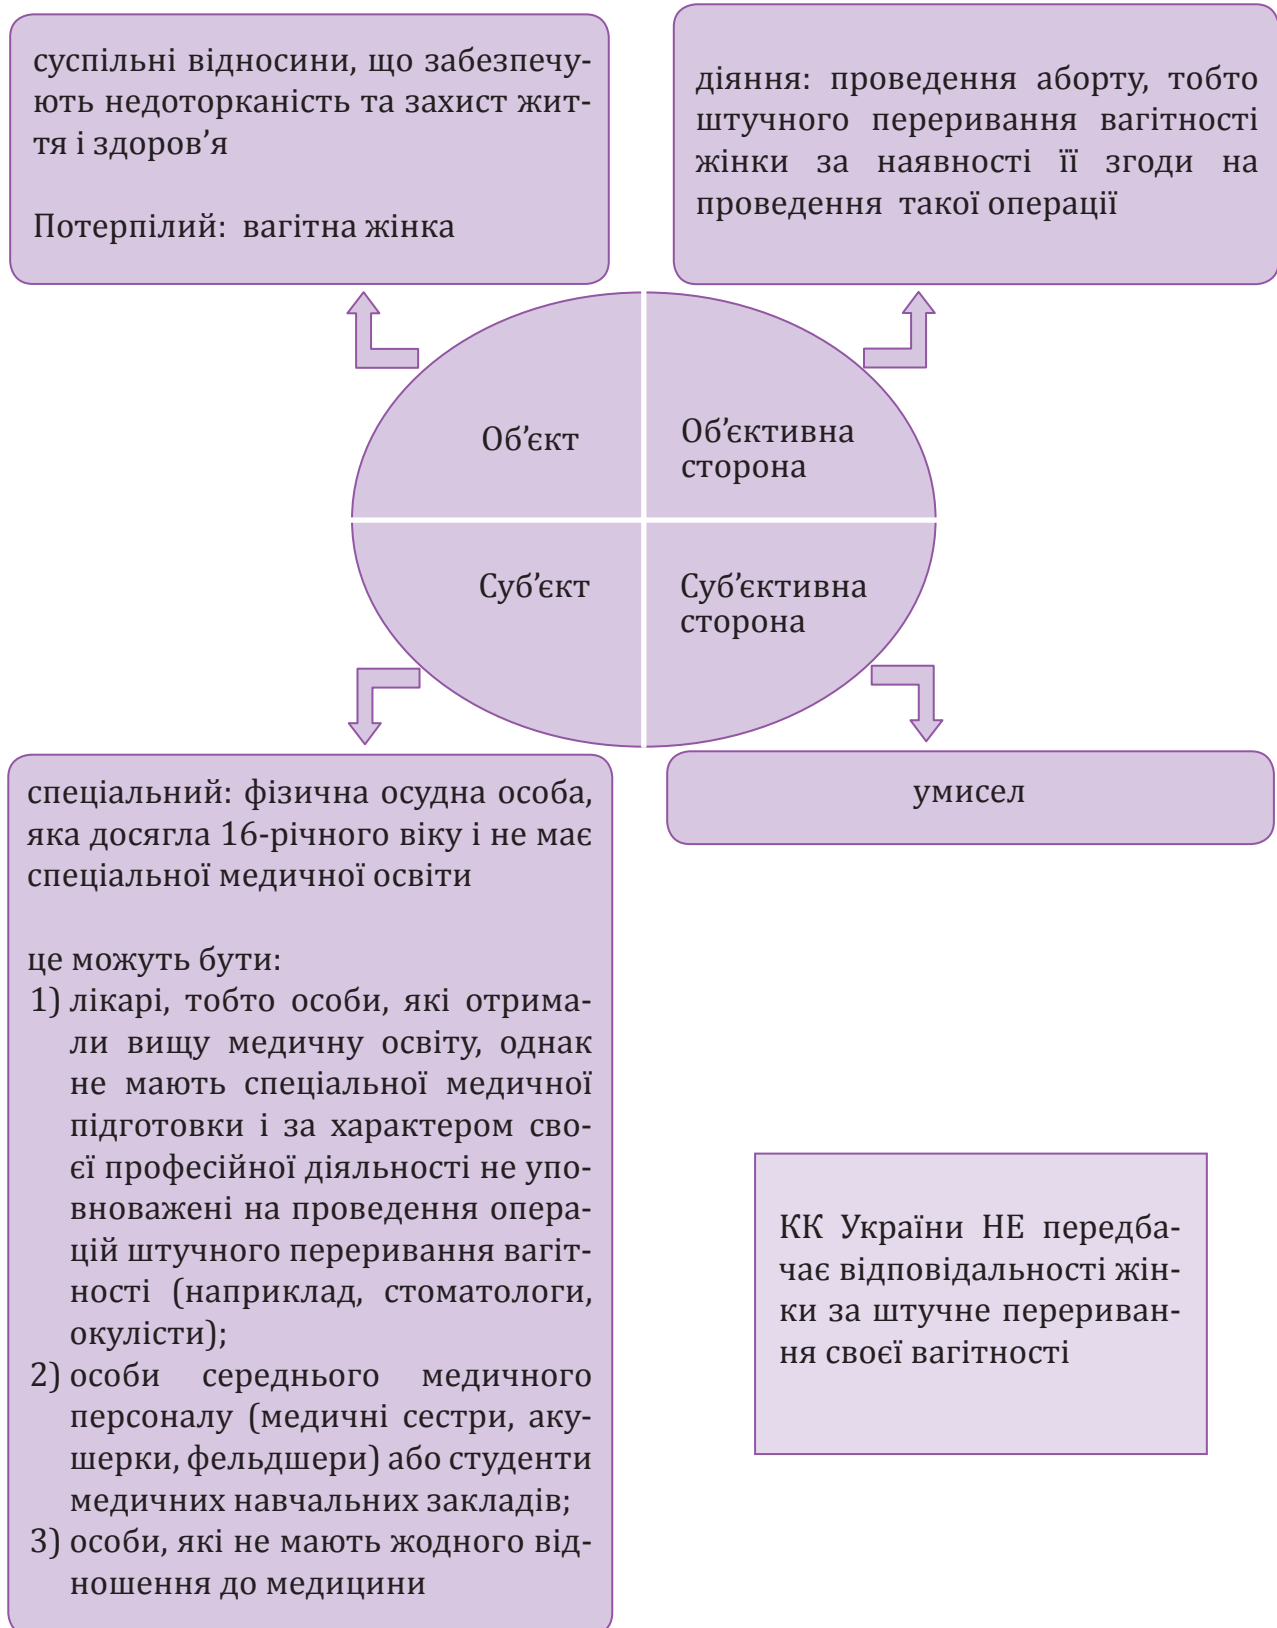 суспільні відносини, що забезпечу-
ють недоторканість та захист жит-
тя і здоров’я
Потерпілий: вагітна жінка
діяння: проведення аборту, тобто
штучного переривання вагітності
жінки за наявності її згоди на
проведення такої операції
Об’єкт
Об’єктивна
сторона
Суб’єкт
Суб’єктивна
сторона
спеціальний: фізична осудна особа,
яка досягла 16-річного віку і не має
спеціальної медичної освіти
це можуть бути:
1) лікарі, тобто особи, які отрима-
ли вищу медичну освіту, однак
не мають спеціальної медичної
підготовки і за характером сво-
єї професійної діяльності не упо-
вноважені на проведення опера-
цій штучного переривання вагіт-
ності (наприклад, стоматологи,
окулісти);
2) особи середнього медичного
персоналу (медичні сестри, аку-
шерки, фельдшери) або студенти
медичних навчальних закладів;
3) особи, які не мають жодного від-
ношення до медицини
умисел
КК України НЕ передба-
чає відповідальності жін-
ки за штучне перериван-
ня своєї вагітності